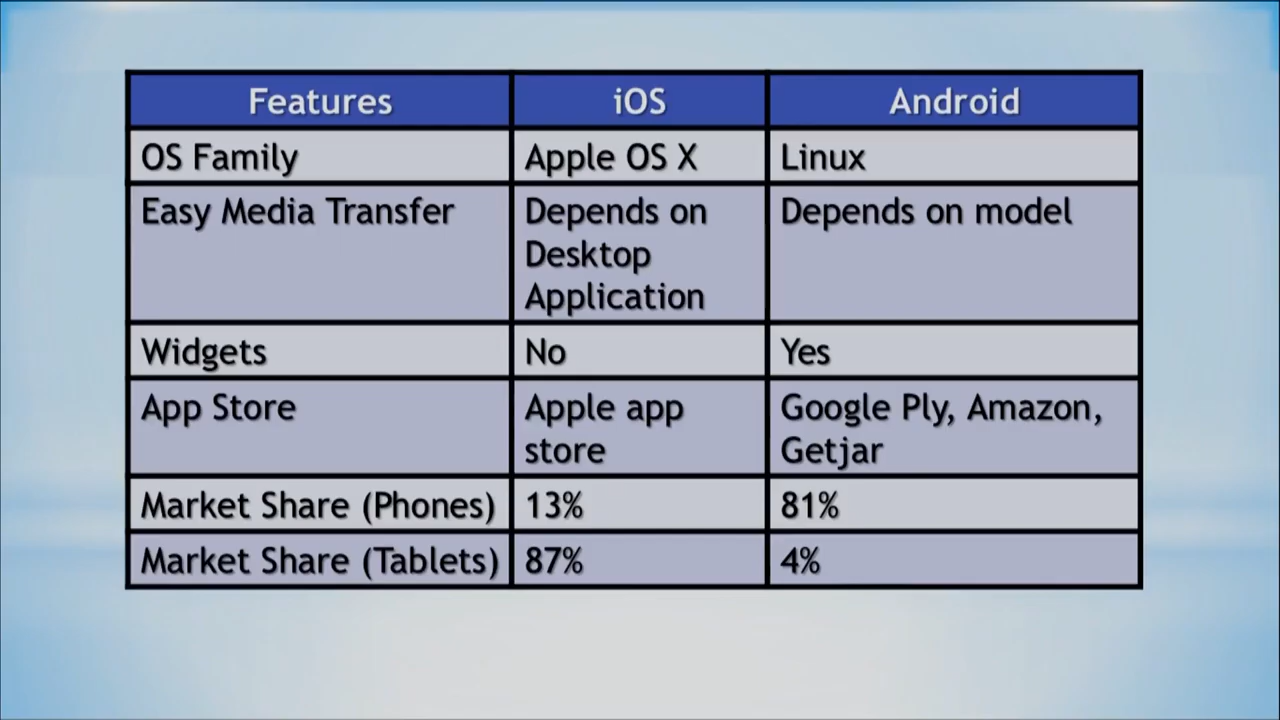 Features iOS Android
OS Family Apple OS X Linux
Easy Media Transfer Depends on Depends on model
Desktop
Application
Widgets No Yes
App Store Apple app Google Ply, Amazon,
store Getjar
Market Share (Phones) 13% 81%
Market Share (Tablets) 87% 4%